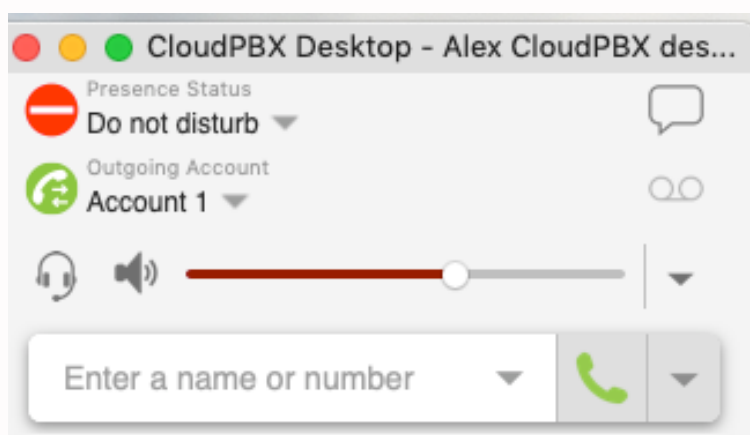 CloudPBX Desktop - Alex CloudPBX des...
Presence Status
Do not disturb
Outgoing Account
Account 1
Enter a name or number